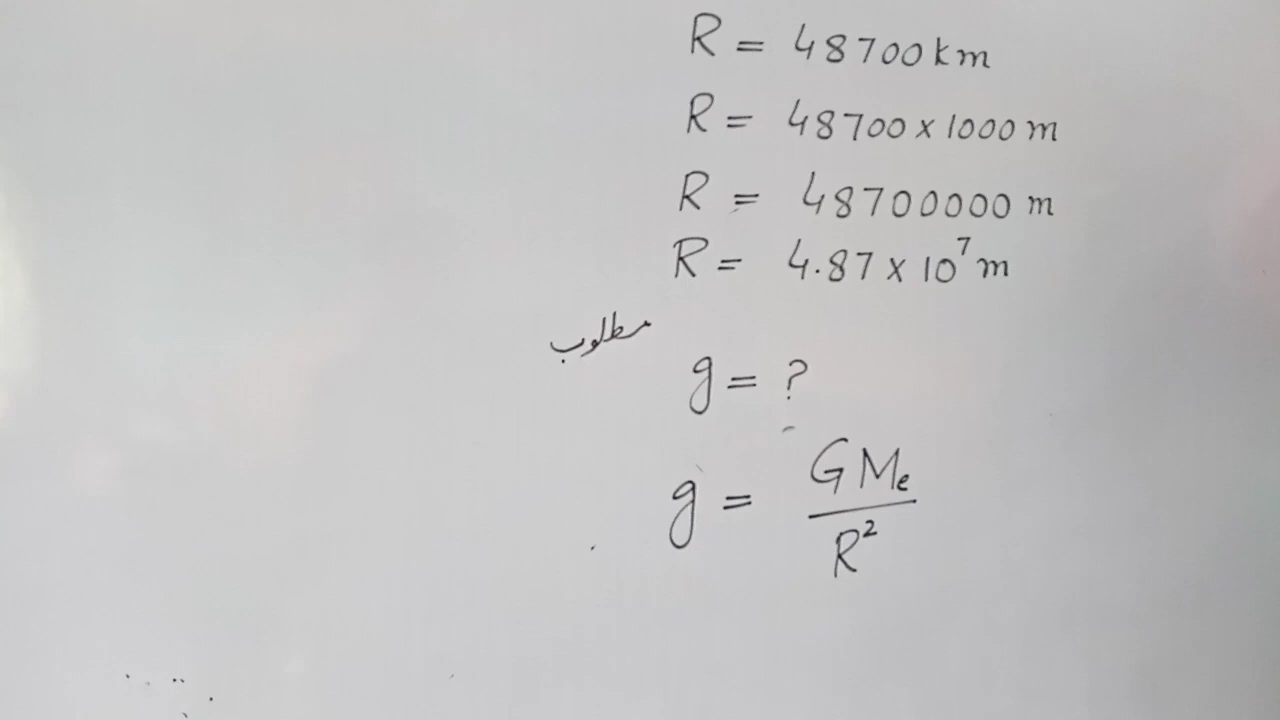 R = 48700 km
R = 48700 x 1000 m
R = 48700000 m
R = 4.87 x 10⁷ m
مطلوب
g = ?
g = GMₑ / R²